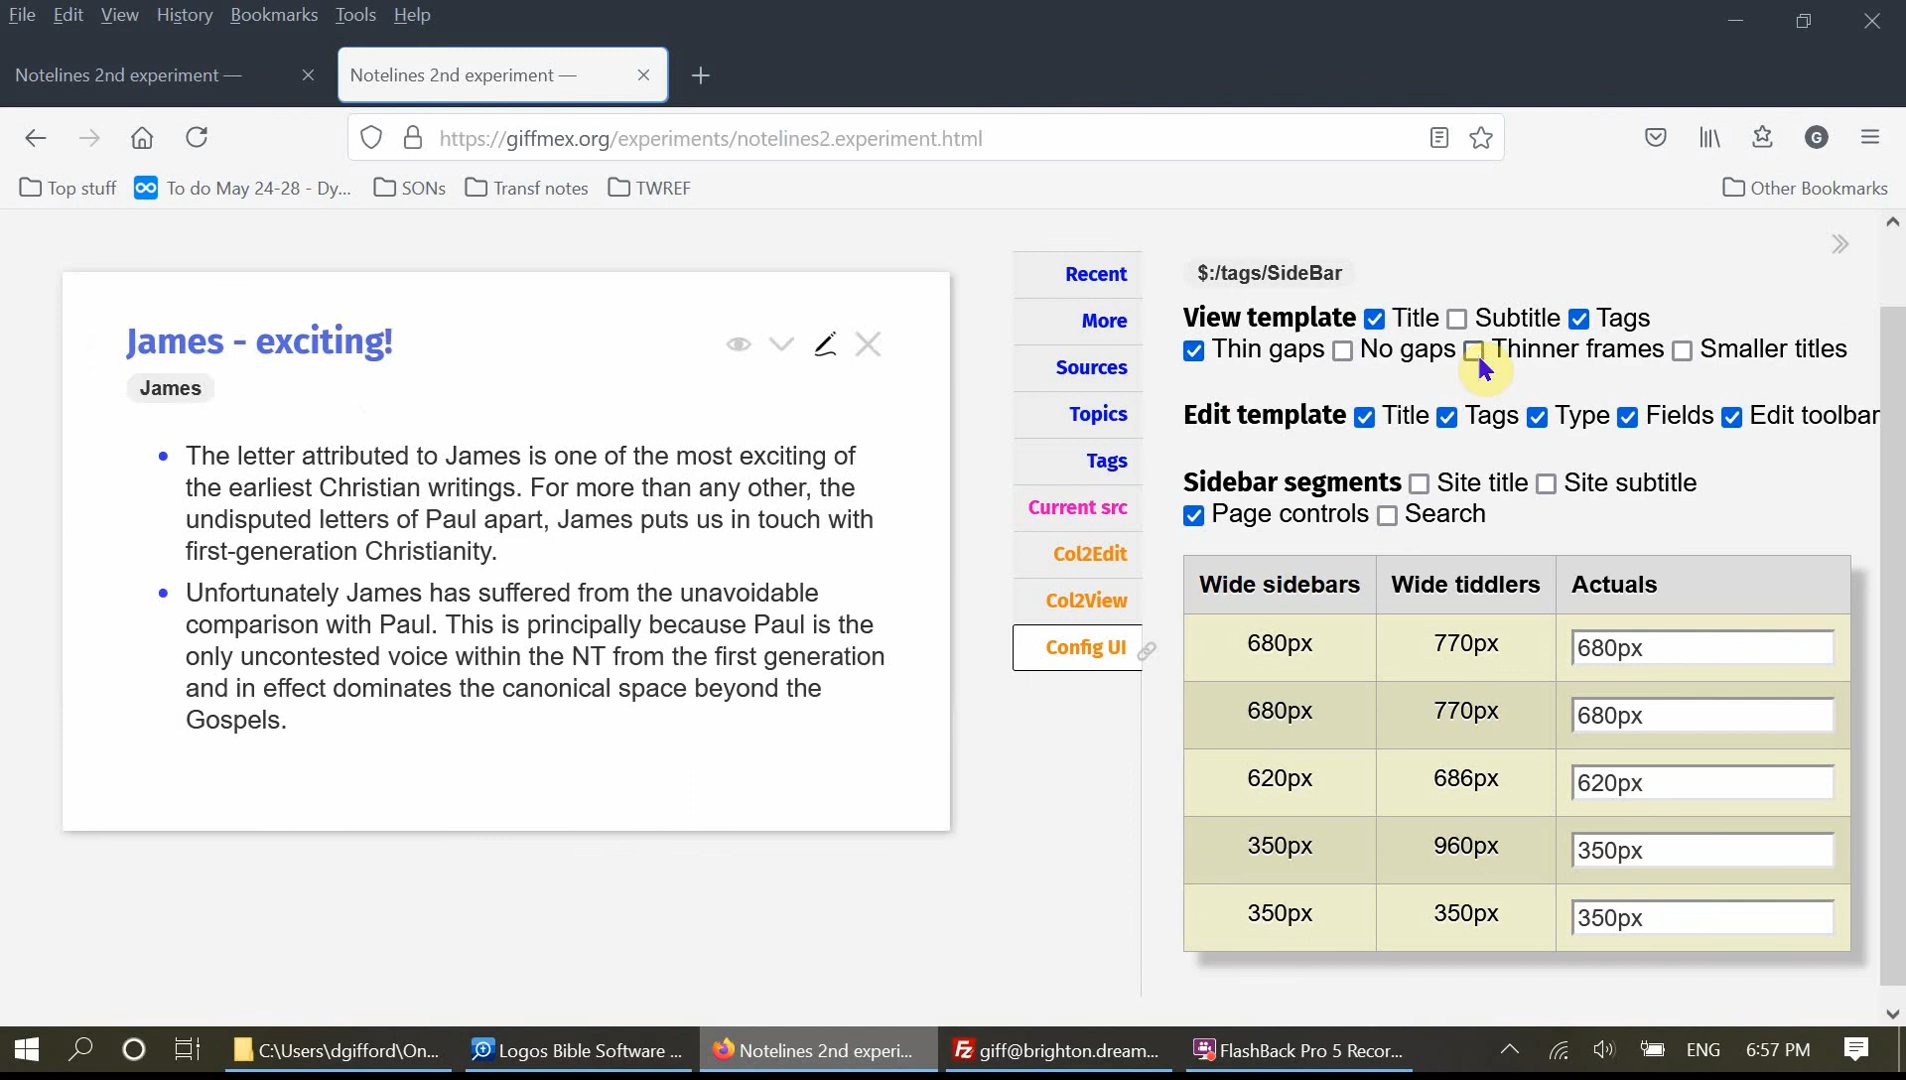 File Edit View History Bookmarks Tools Help
Notelines 2nd experiment —
Notelines 2nd experiment —
https://giffmex.org/experiments/notelines2.experiment.html
G
Top stuff To do May 24-28 - Dy... SONs Transf notes TWREF Other Bookmarks
James - exciting!
James
The letter attributed to James is one of the most exciting of
the earliest Christian writings. For more than any other, the
undisputed letters of Paul apart, James puts us in touch with
first-generation Christianity.
Unfortunately James has suffered from the unavoidable
comparison with Paul. This is principally because Paul is the
only uncontested voice within the NT from the first generation
and in effect dominates the canonical space beyond the
Gospels.
Recent
More
Sources
Topics
Tags
Current src
Col2Edit
Col2View
Config UI
$:/tags/SideBar
View template Title Subtitle Tags
Thin gaps No gaps Thinner frames Smaller titles
Edit template Title Tags Type Fields Edit toolbar
Sidebar segments Site title Site subtitle
Page controls Search
Wide sidebars Wide tiddlers Actuals
680px 770px 680px
680px 770px 680px
620px 686px 620px
350px 960px 350px
350px 350px 350px
C:\Users\dgifford\On... Logos Bible Software ... Notelines 2nd experi... giff@brighton.dream... FlashBack Pro 5 Recor... ENG 6:57 PM